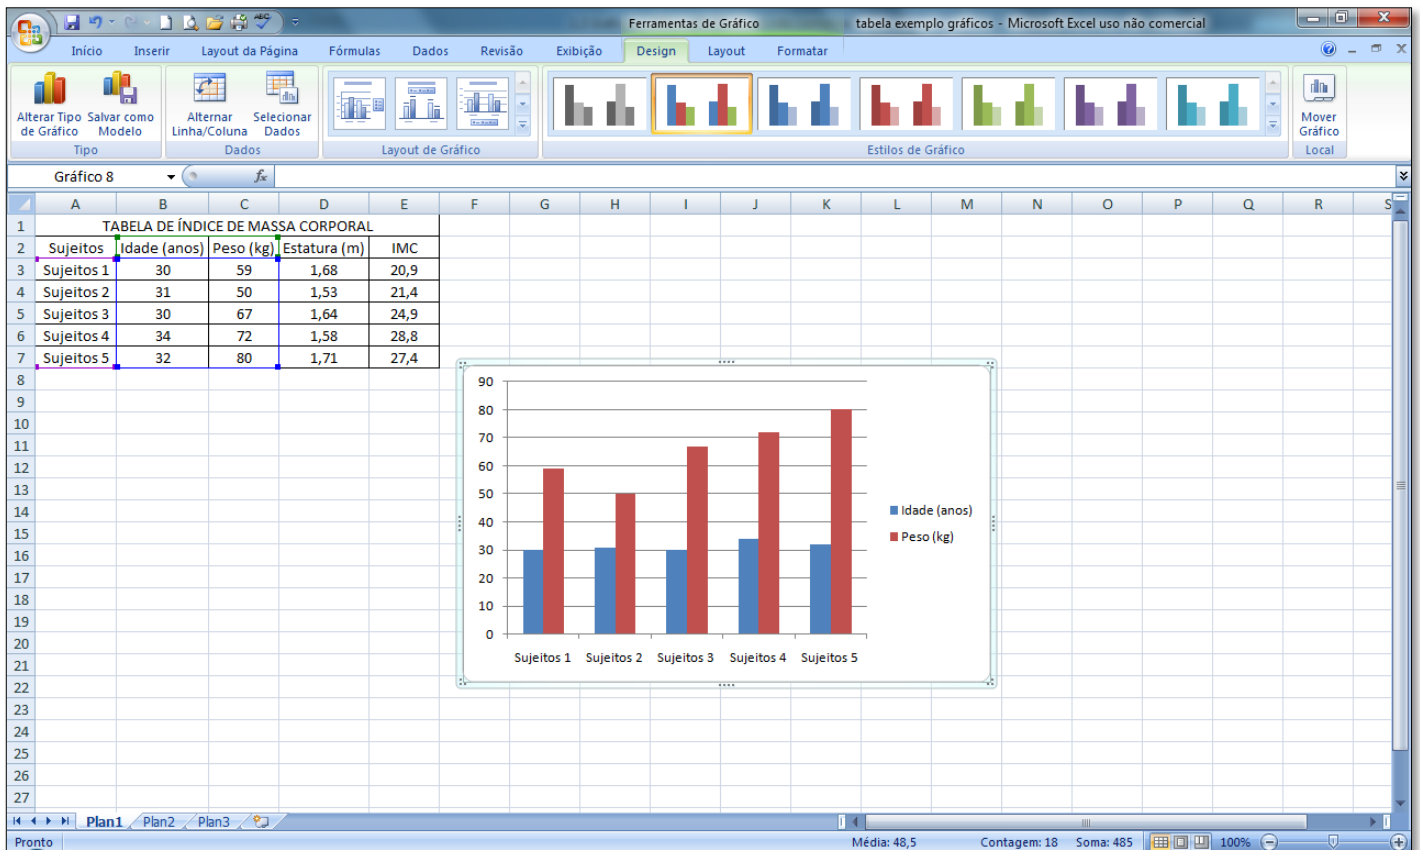 Ferramentas de Gráfico tabela exemplo gráficos - Microsoft Excel uso não comercial
Início Inserir Layout da Página Fórmulas Dados Revisão Exibição Design Layout Formatar
Alterar Tipo de Gráfico
Salvar como Modelo
Alternar Linha/Coluna
Selecionar Dados
Mover Gráfico
Tipo Dados Layout de Gráfico Estilos de Gráfico Local
Gráfico 8 fx
A B C D E F G H I J K L M N O P Q R S
1 TABELA DE ÍNDICE DE MASSA CORPORAL
2 Sujeitos Idade (anos) Peso (kg) Estatura (m) IMC
3 Sujeitos 1 30 59 1,68 20,9
4 Sujeitos 2 31 50 1,53 21,4
5 Sujeitos 3 30 67 1,64 24,9
6 Sujeitos 4 34 72 1,58 28,8
7 Sujeitos 5 32 80 1,71 27,4
8
9
10
11
12
13
14
15
16
17
18
19
20
21
22
23
24
25
26
27
90
80
70
60
50
40
30
20
10
0
Sujeitos 1 Sujeitos 2 Sujeitos 3 Sujeitos 4 Sujeitos 5
Idade (anos)
Peso (kg)
Plan1 Plan2 Plan3
Pronto Média: 48,5 Contagem: 18 Soma: 485 100%